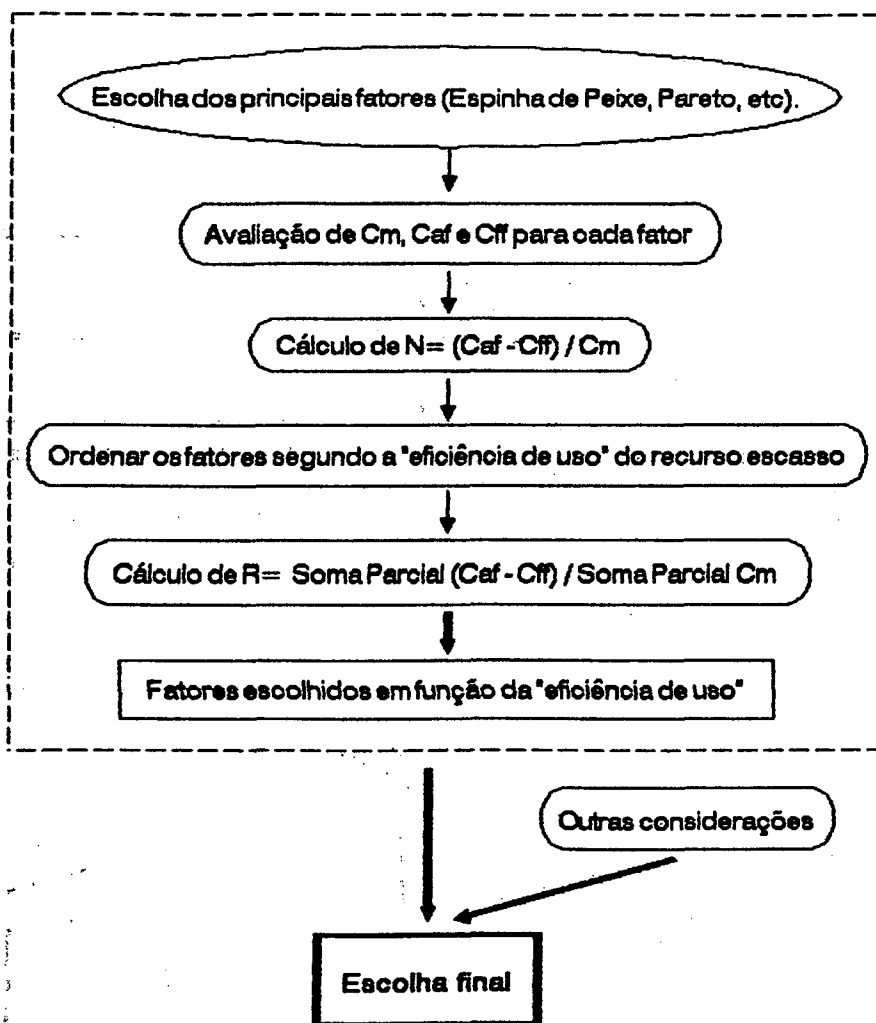 Escolha dos principais fatores (Espinha de Peixe, Pareto, etc).
Avaliação de Cm, Caf e Cff para cada fator
Cálculo de N= (Caf - Cff) / Cm
Ordenar os fatores segundo a "eficiência de uso" do recurso escasso
Cálculo de R= Soma Parcial (Caf - Cff) / Soma Parcial Cm
Fatores escolhidos em função da "eficiência de uso"
Outras considerações
Escolha final